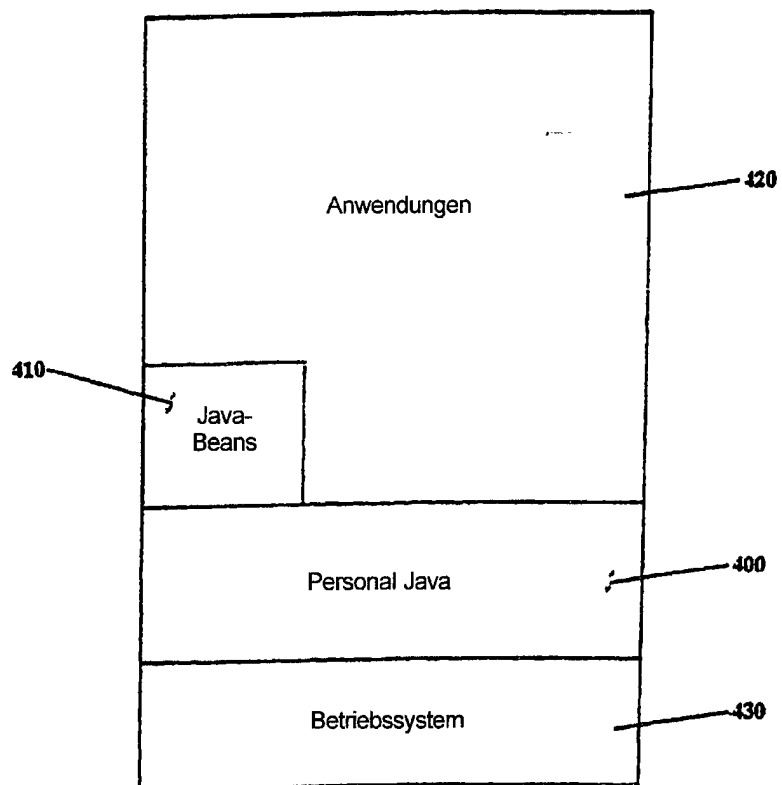 Anwendungen
420
410
Java-
Beans
Personal Java
400
Betriebssystem
430